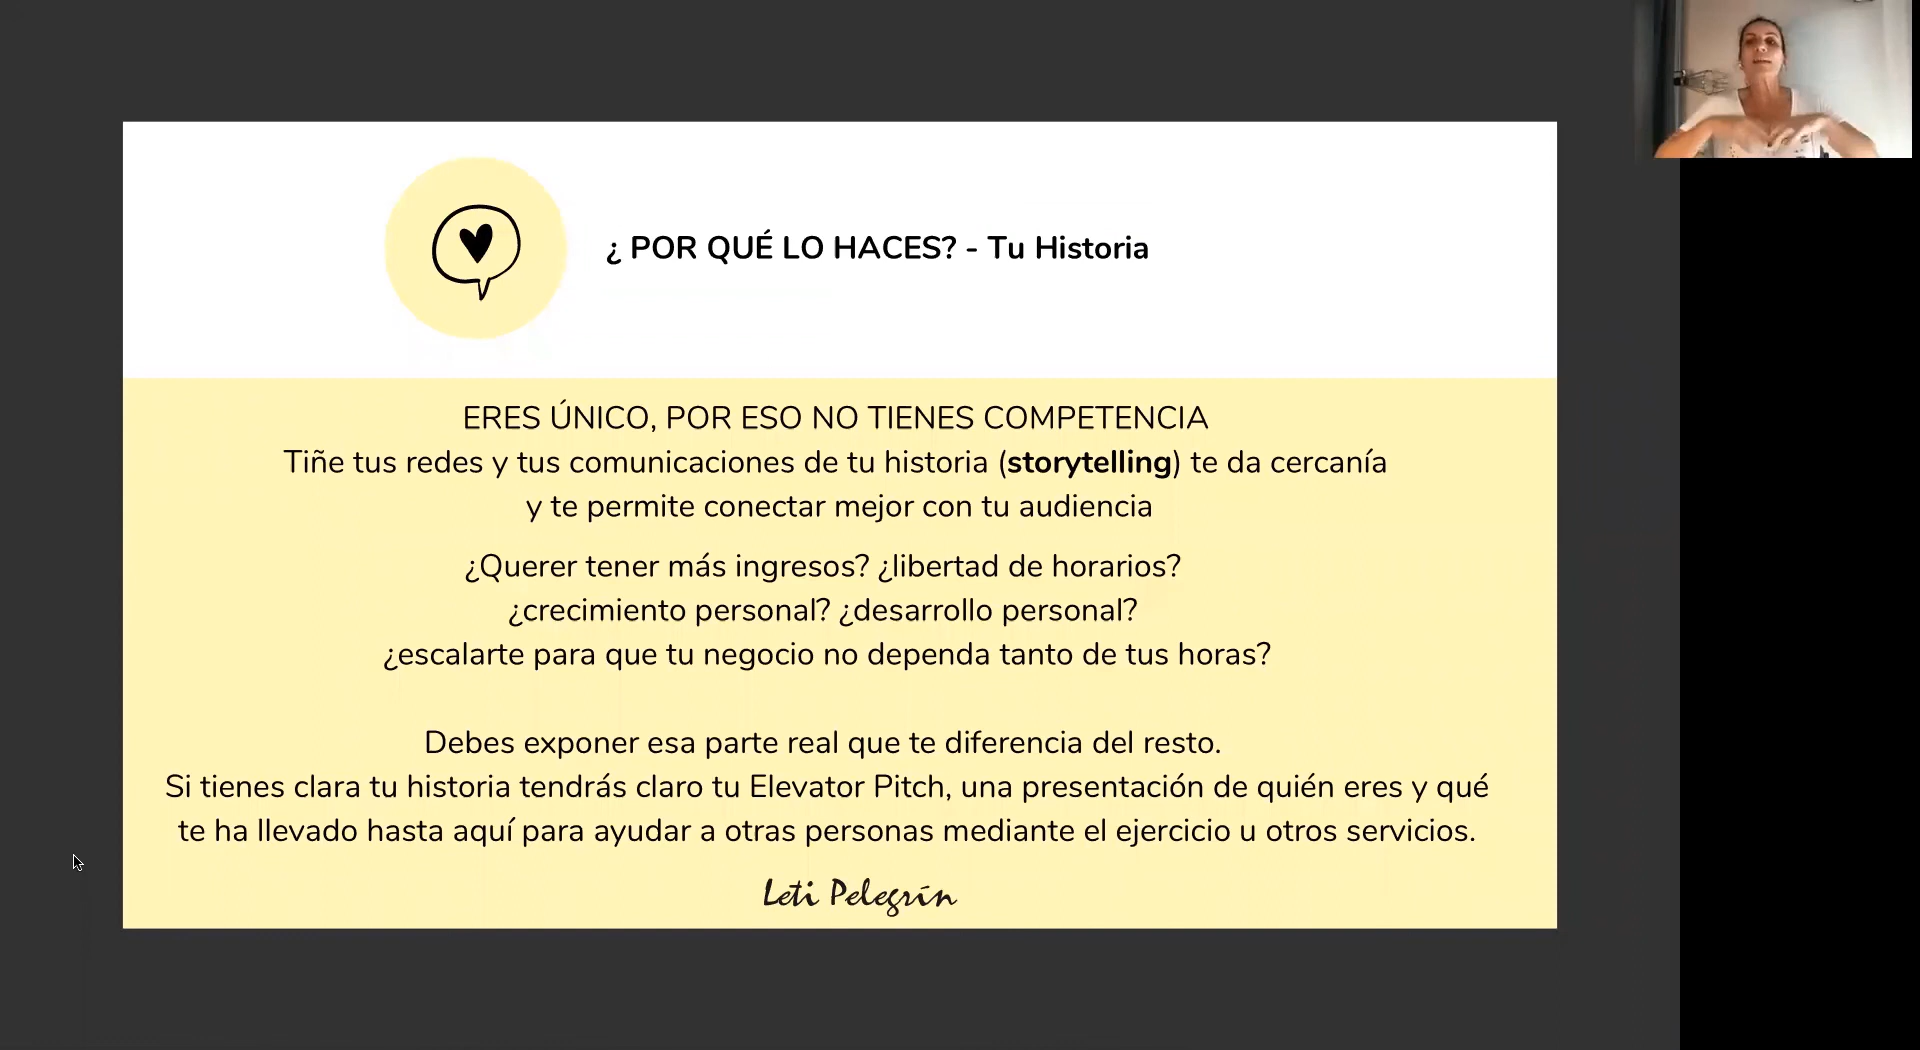 ¿ POR QUÉ LO HACES? - Tu Historia
ERES ÚNICO, POR ESO NO TIENES COMPETENCIA
Tiñe tus redes y tus comunicaciones de tu historia (storytelling) te da cercanía
y te permite conectar mejor con tu audiencia
¿Querer tener más ingresos? ¿libertad de horarios?
¿crecimiento personal? ¿desarrollo personal?
¿escalarte para que tu negocio no dependa tanto de tus horas?
Debes exponer esa parte real que te diferencia del resto.
Si tienes clara tu historia tendrás claro tu Elevator Pitch, una presentación de quién eres y qué
te ha llevado hasta aquí para ayudar a otras personas mediante el ejercicio u otros servicios.
Leti Pelegrín